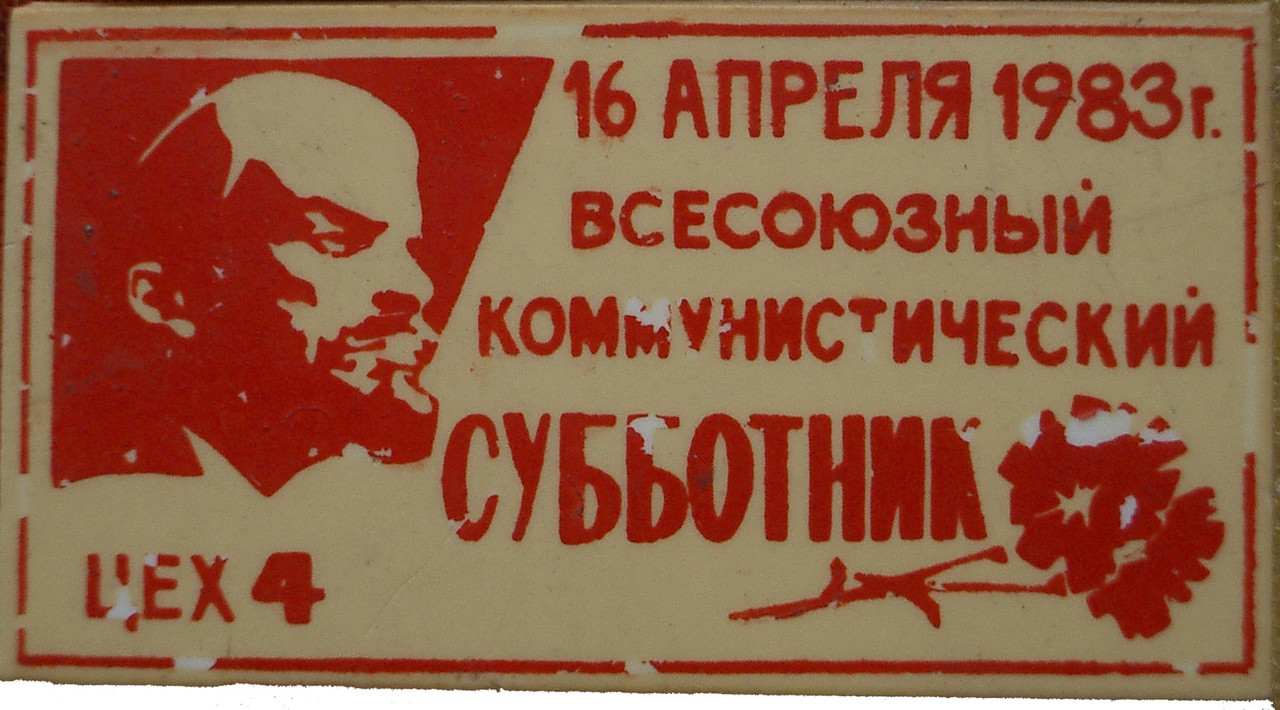 16 АПРЕЛЯ 1983г.
ВСЕСОЮЗНЫЙ
КОММУНИСТИЧЕСКИЙ
СУББОТНИК
ЦЕХ 4